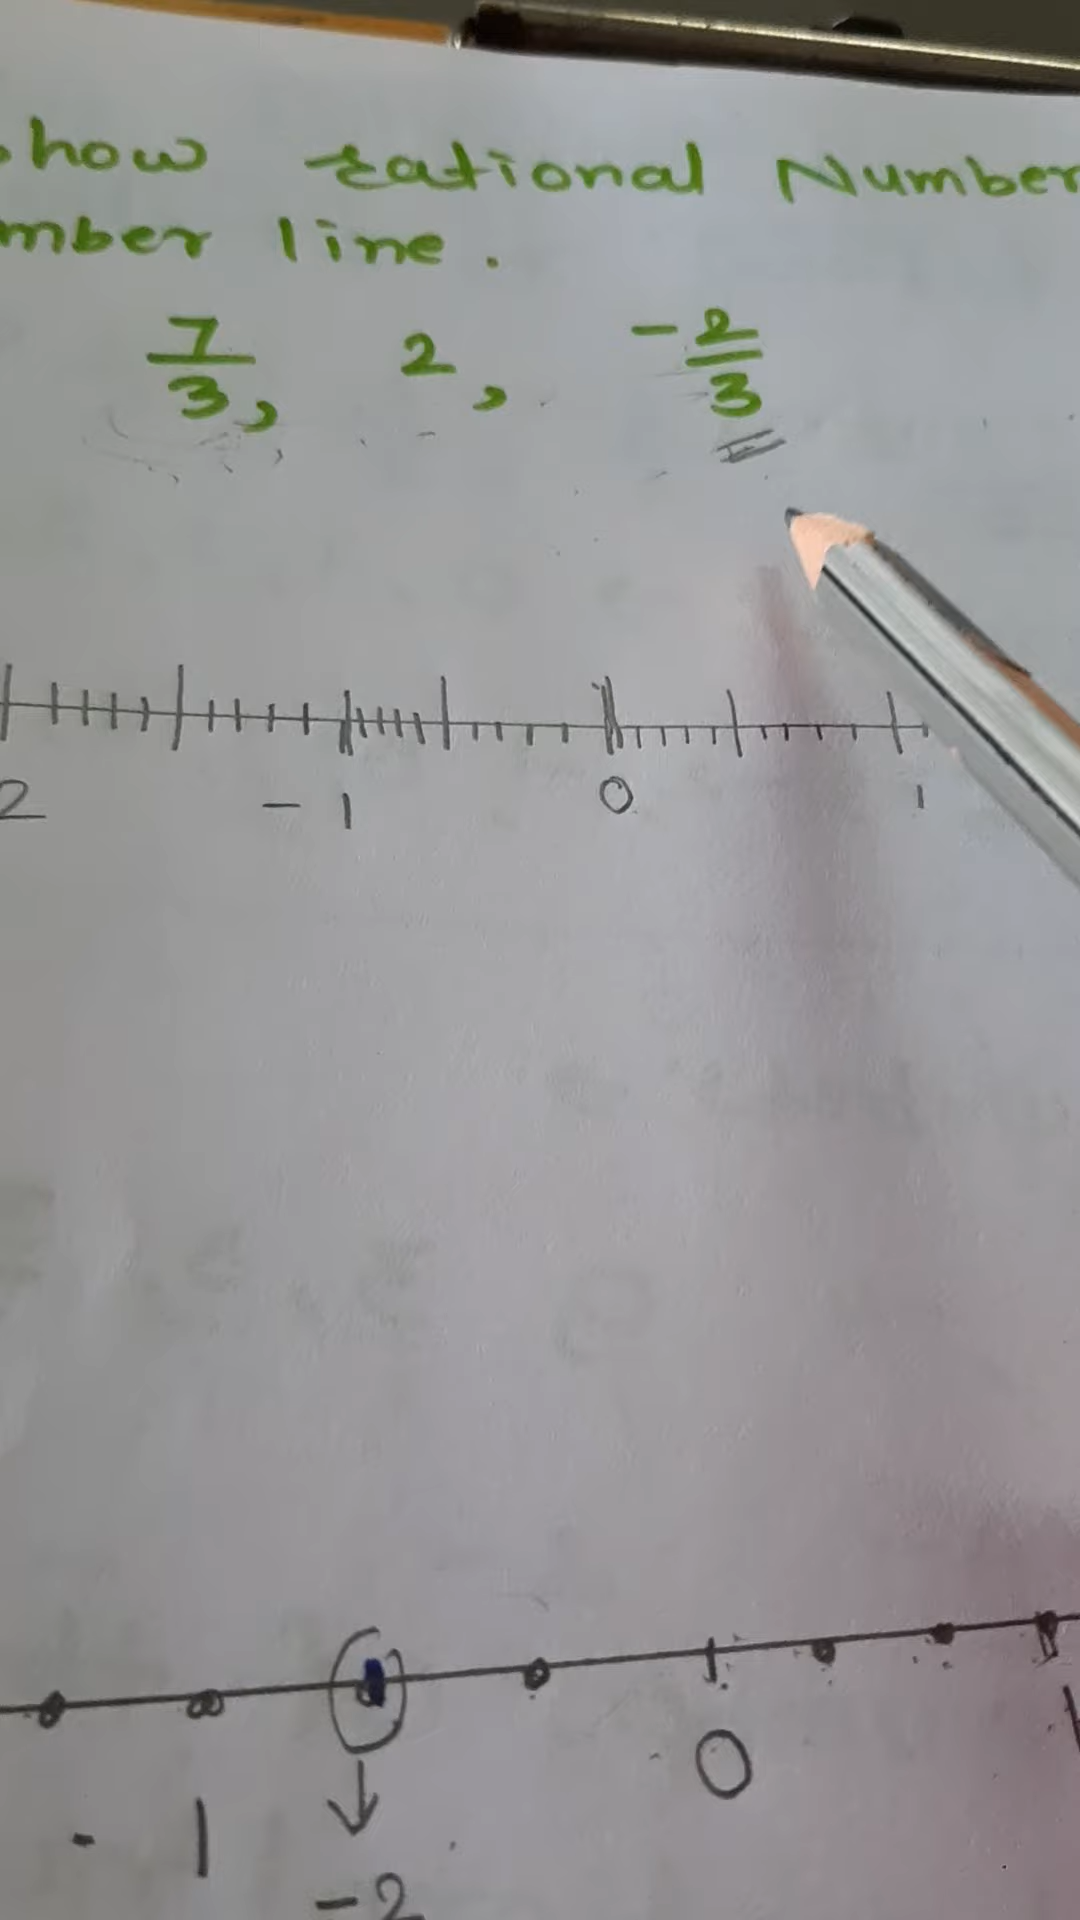 how rational Number
mber line.
7/3, 2, -2/3
2 -1 0 1
-1 0
-2